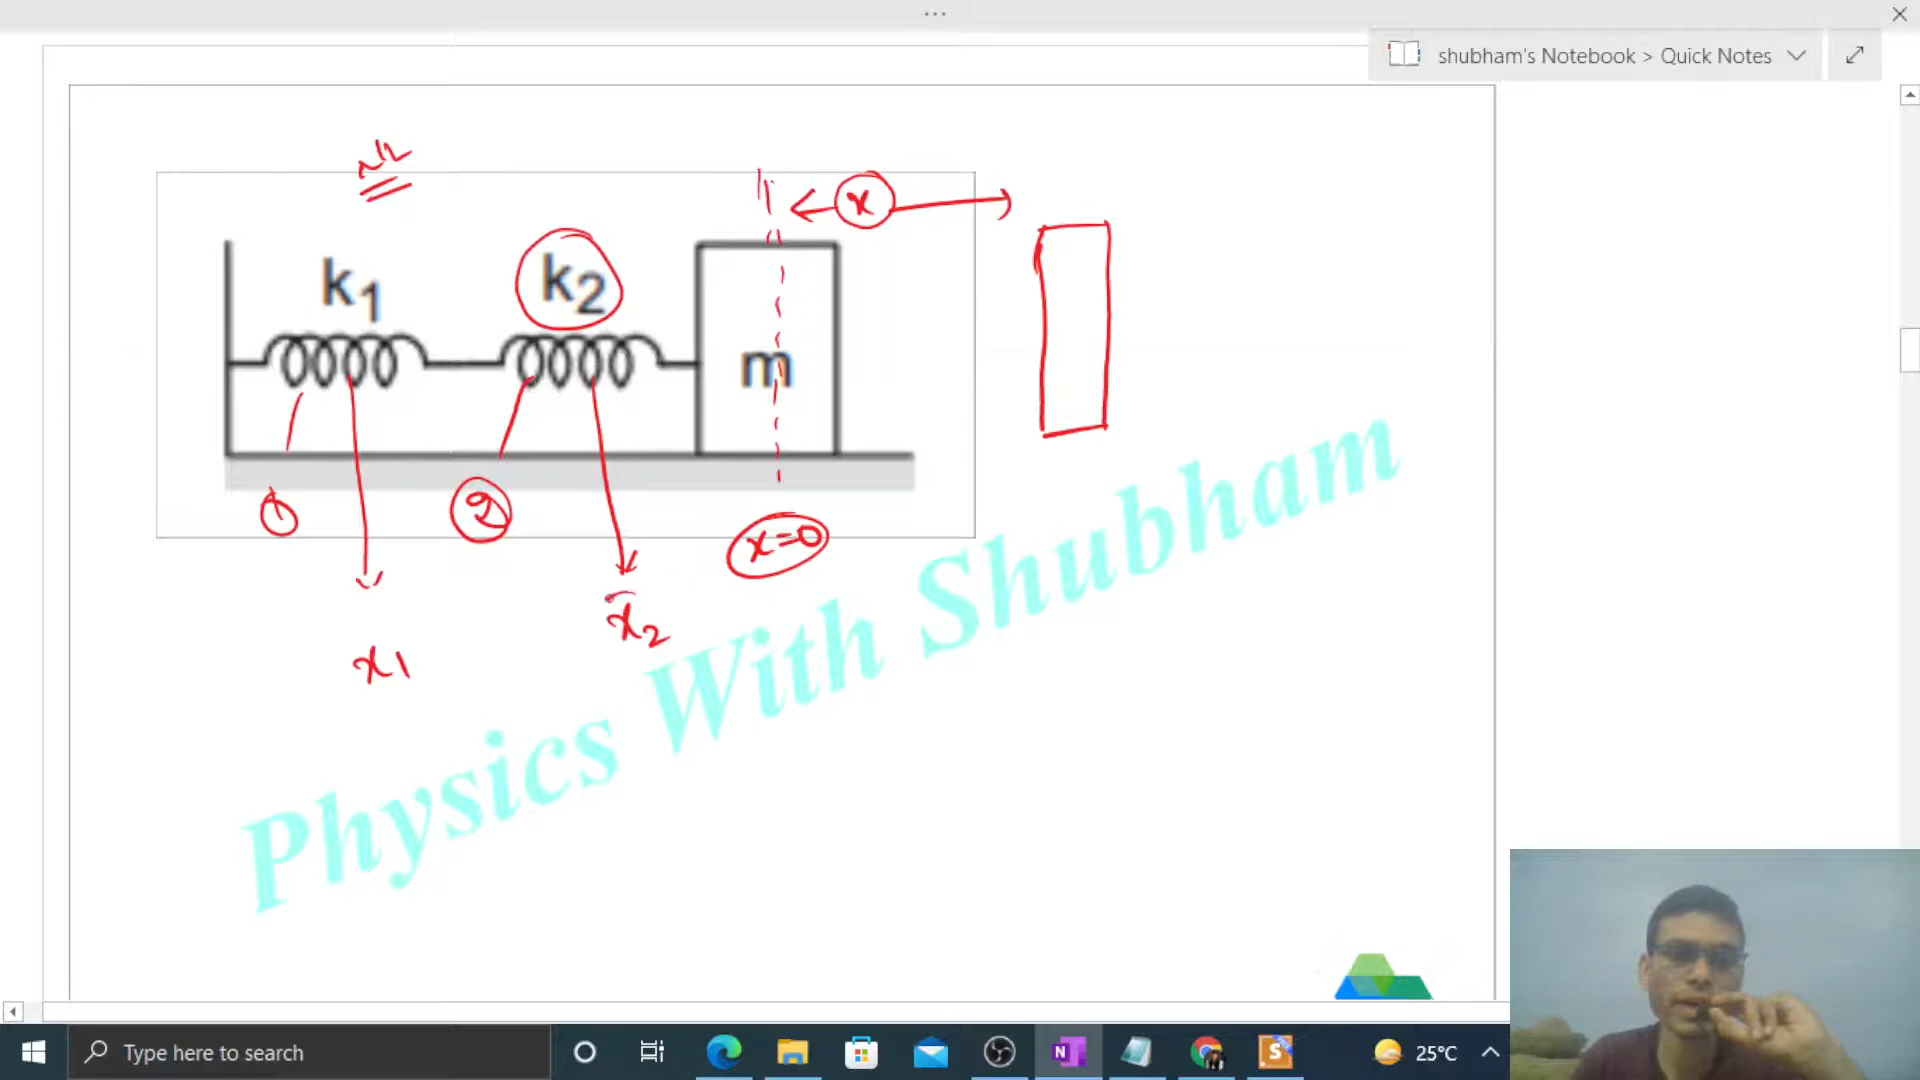 ...
shubham's Notebook > Quick Notes
x
k1
k2
m
1
2
x=0
x2
x1
Physics With Shubham
Type here to search
N
S
25°C